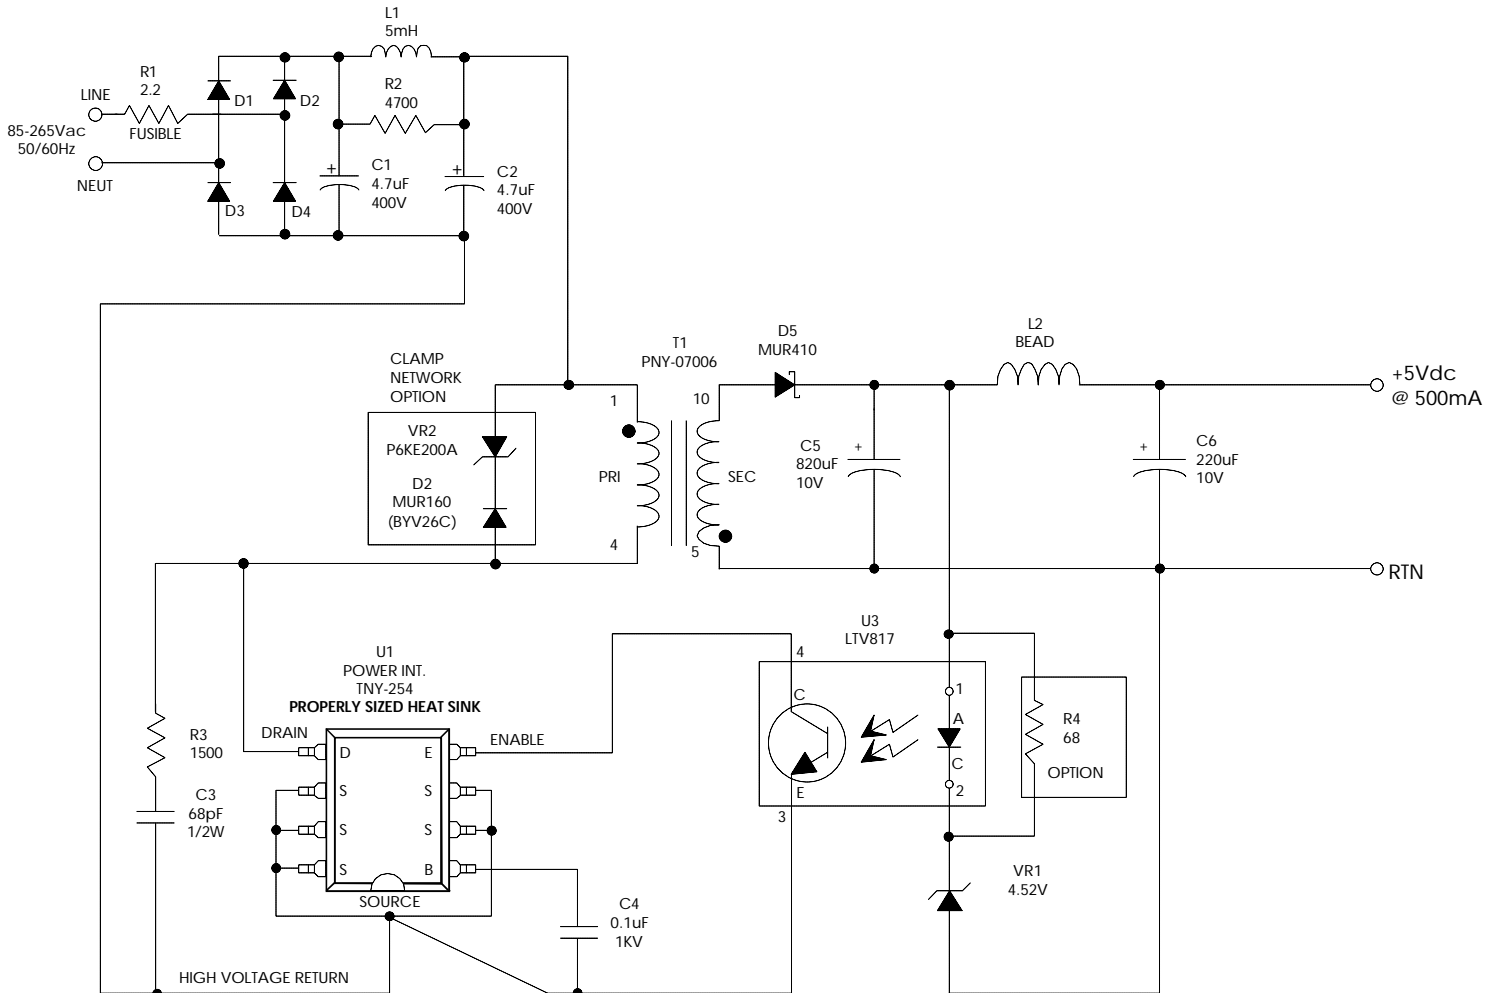 L1
5mH
R1
2.2
FUSIBLE
LINE
85-265Vac
50/60Hz
NEUT
D1
D2
D3
D4
R2
4700
+
C1
4.7uF
400V
+
C2
4.7uF
400V
CLAMP
NETWORK
OPTION
VR2
P6KE200A
D2
MUR160
(BYV26C)
T1
PNY-07006
1
10
PRI
SEC
4
5
D5
MUR410
L2
BEAD
+5Vdc
@ 500mA
+
C5
820uF
10V
+
C6
220uF
10V
RTN
U1
POWER INT.
TNY-254
PROPERLY SIZED HEAT SINK
DRAIN
ENABLE
D
E
S
S
S
S
S
B
SOURCE
R3
1500
C3
68pF
1/2W
C4
0.1uF
1KV
HIGH VOLTAGE RETURN
U3
LTV817
4
C
E
3
1
A
C
2
R4
68
OPTION
VR1
4.52V